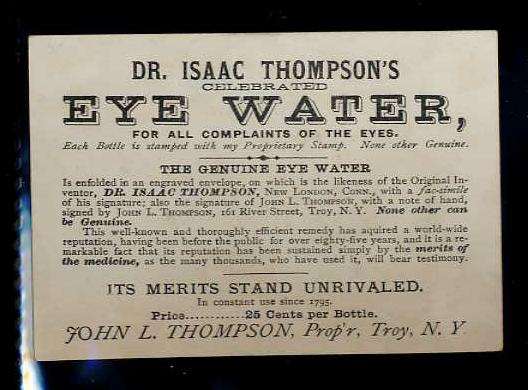 DR. ISAAC THOMPSON'S
CELEBRATED
EYE WATER,
FOR ALL COMPLAINTS OF THE EYES.
Each Bottle is stamped with my Proprietary Stamp. None other Genuine.
THE GENUINE EYE WATER
Is enfolded in an engraved envelope, on which is the likeness of the Original In-
ventor, DR. ISAAC THOMPSON, NEW LONDON, CONN., with a fac-simile
of his signature; also the signature of JOHN L. THOMPSON, with a note of hand,
signed by JOHN L. THOMPSON, 161 River Street, Troy, N. Y. None other can
be Genuine.
This well-known and thoroughly efficient remedy has aquired a world-wide
reputation, having been before the public for over eighty-five years, and it is a re-
markable fact that its reputation has been sustained simply by the merits of
the medicine, as the many thousands, who have used it, will bear testimony.
ITS MERITS STAND UNRIVALED.
In constant use since 1795.
Price............25 Cents per Bottle.
JOHN L. THOMPSON, Prop'r, Troy, N. Y.